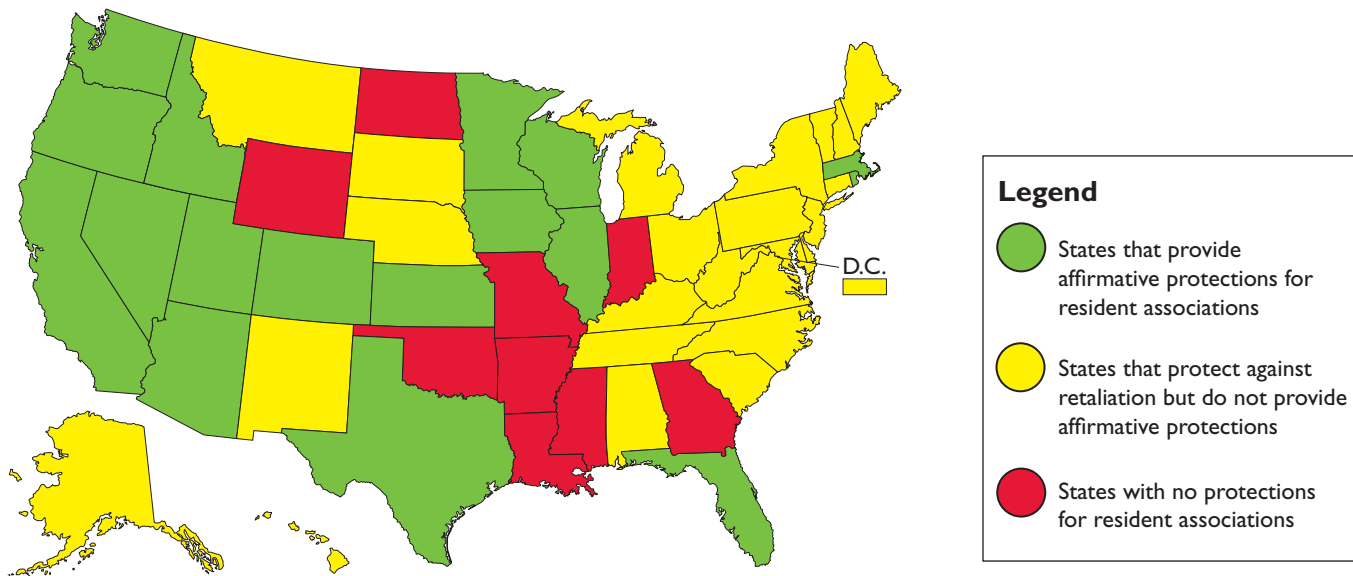 D.C.
Legend
States that provide
affirmative protections for
resident associations
States that protect against
retaliation but do not provide
affirmative protections
States with no protections
for resident associations